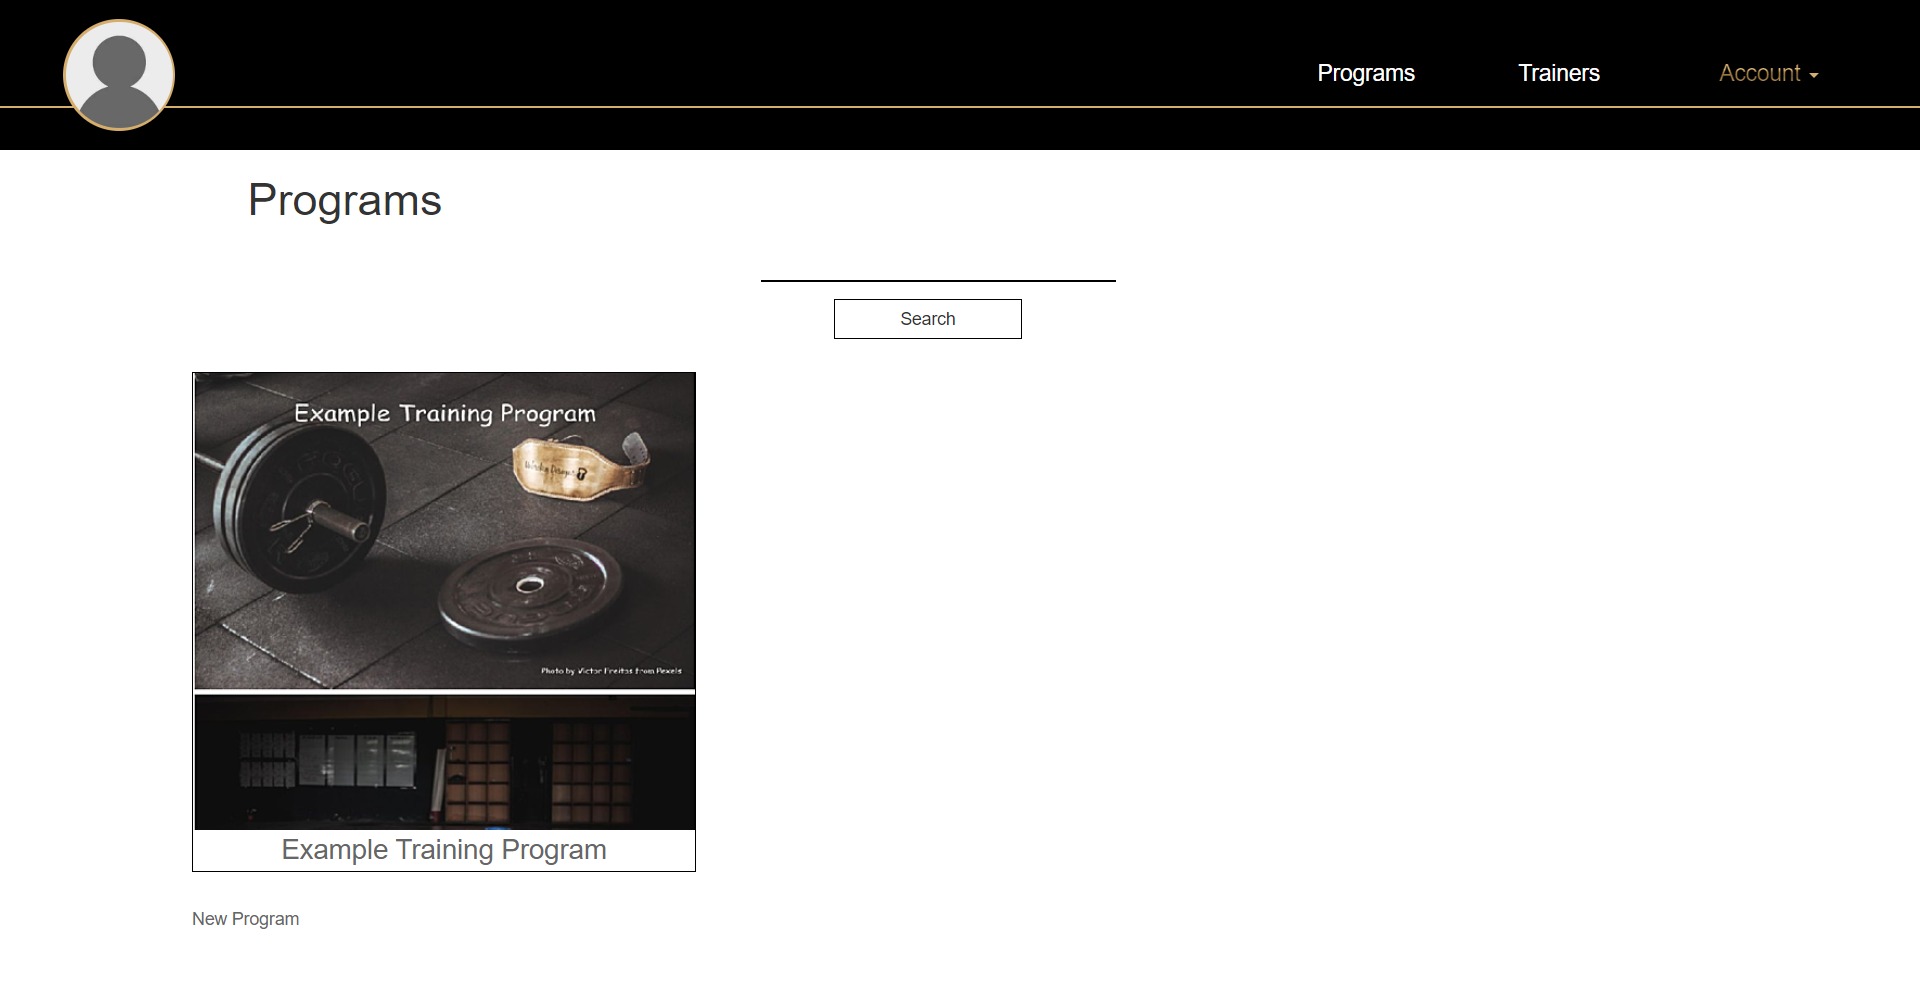 Programs
Trainers
Account
Programs
Search
Example Training Program
Photo by Victor Freitas from Pexels
Example Training Program
New Program